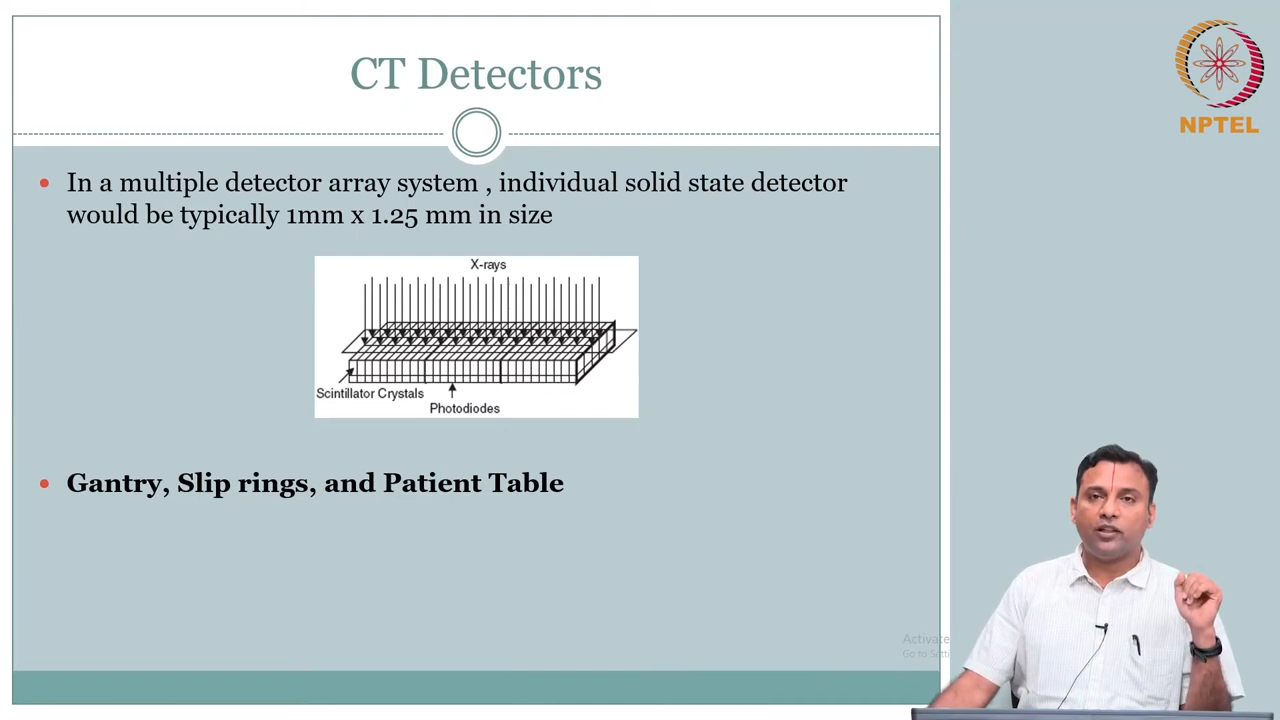 CT Detectors
In a multiple detector array system , individual solid state detector
would be typically 1mm x 1.25 mm in size
X-rays
Scintillator Crystals
Photodiodes
Gantry, Slip rings, and Patient Table
NPTEL
Activate
Go to Setti